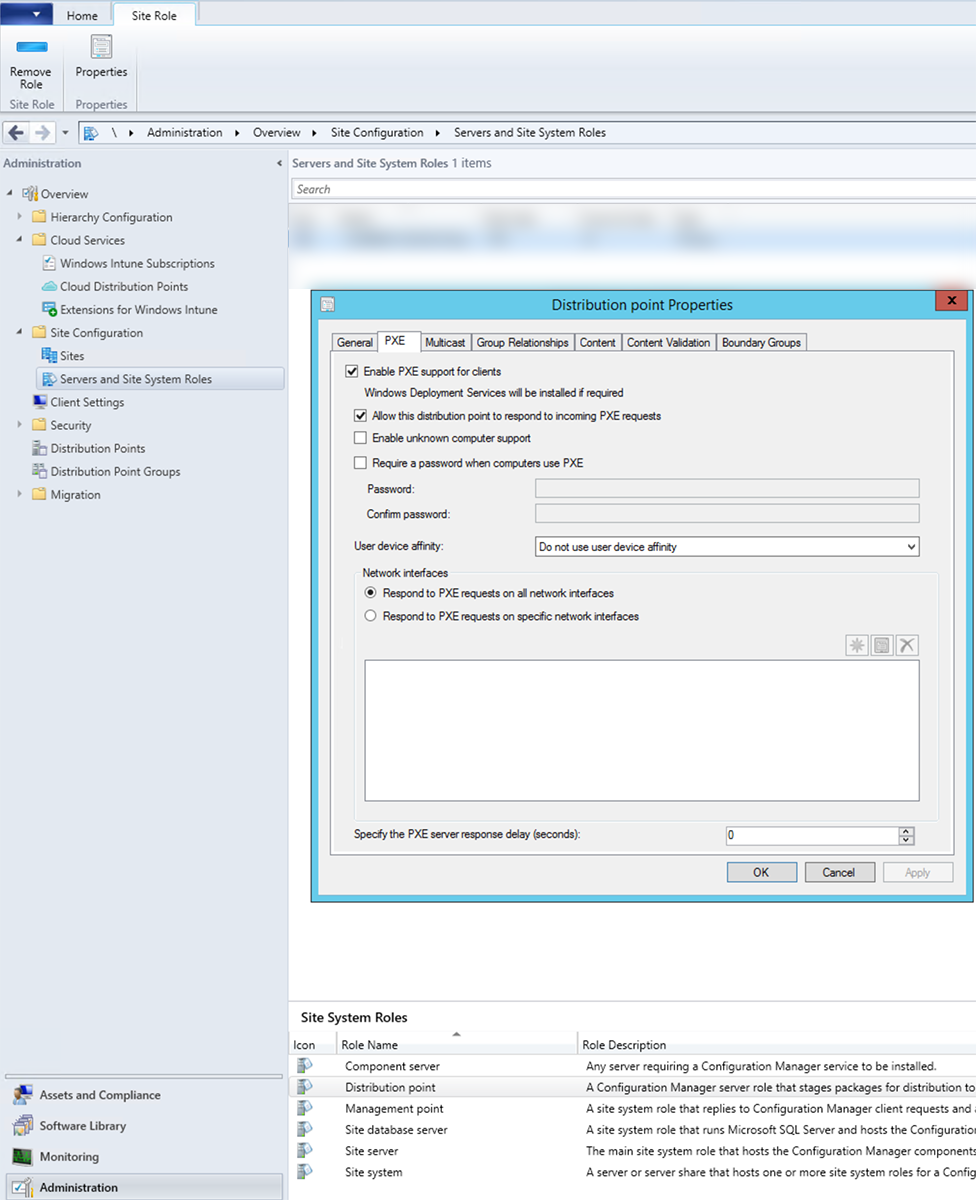 Home
Site Role
Remove
Role
Properties
Site Role
Properties
\ Administration Overview Site Configuration Servers and Site System Roles
Administration
Overview
Hierarchy Configuration
Cloud Services
Windows Intune Subscriptions
Cloud Distribution Points
Extensions for Windows Intune
Site Configuration
Sites
Servers and Site System Roles
Client Settings
Security
Distribution Points
Distribution Point Groups
Migration
Assets and Compliance
Software Library
Monitoring
Administration
Servers and Site System Roles 1 items
Search
Distribution point Properties
x
General PXE Multicast Group Relationships Content Content Validation Boundary Groups
Enable PXE support for clients
Windows Deployment Services will be installed if required
Allow this distribution point to respond to incoming PXE requests
Enable unknown computer support
Require a password when computers use PXE
Password:
Confirm password:
User device affinity: Do not use user device affinity
Network interfaces
Respond to PXE requests on all network interfaces
Respond to PXE requests on specific network interfaces
Specify the PXE server response delay (seconds): 0
OK Cancel Apply
Site System Roles
Icon Role Name Role Description
Component server Any server requiring a Configuration Manager service to be installed.
Distribution point A Configuration Manager server role that stages packages for distribution to
Management point A site system role that replies to Configuration Manager client requests and a
Site database server A site system role that runs Microsoft SQL Server and hosts the Configuration
Site server The main site system role that hosts the Configuration Manager components
Site system A server or server share that hosts one or more site system roles for a Config